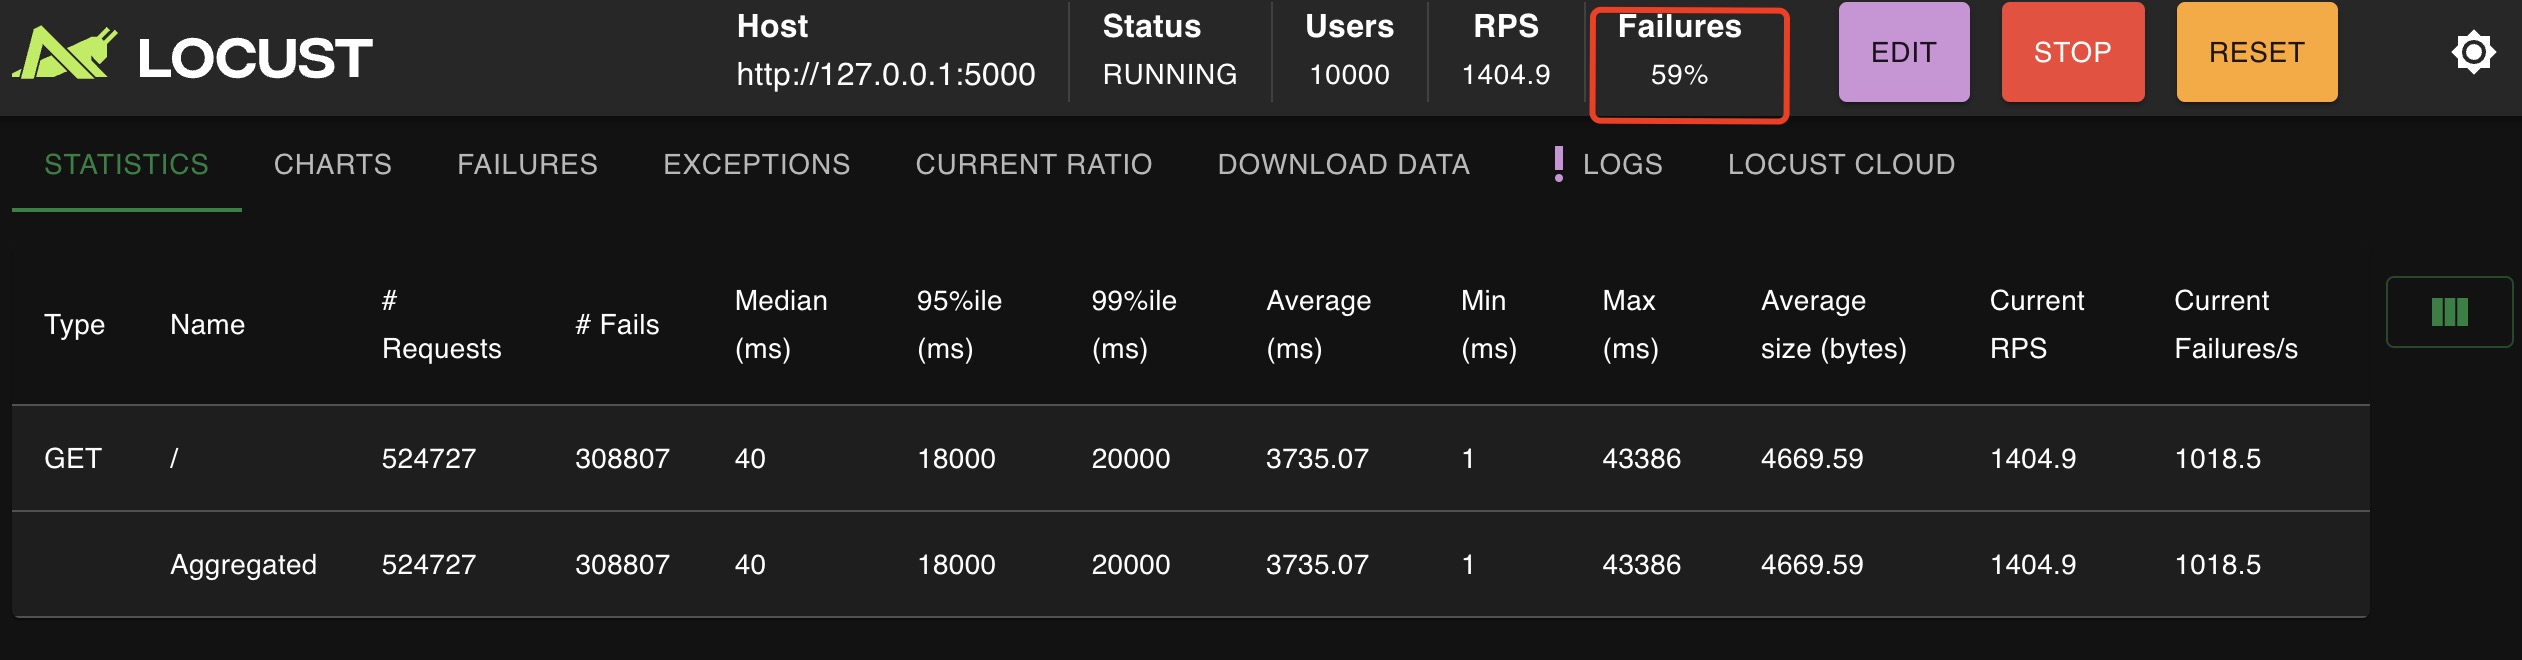 LOCUST
Host
http://127.0.0.1:5000
Status
RUNNING
Users
10000
RPS
1404.9
Failures
59%
EDIT
STOP
RESET
STATISTICS CHARTS FAILURES EXCEPTIONS CURRENT RATIO DOWNLOAD DATA ! LOGS LOCUST CLOUD
Type Name # Requests # Fails Median (ms) 95%ile (ms) 99%ile (ms) Average (ms) Min (ms) Max (ms) Average size (bytes) Current RPS Current Failures/s
GET / 524727 308807 40 18000 20000 3735.07 1 43386 4669.59 1404.9 1018.5
Aggregated 524727 308807 40 18000 20000 3735.07 1 43386 4669.59 1404.9 1018.5